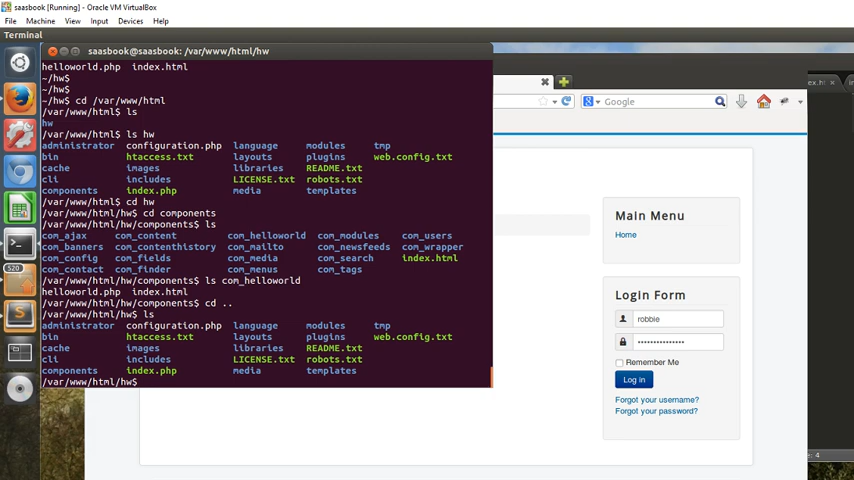 saasbook [Running] - Oracle VM VirtualBox
File Machine View Input Devices Help
Terminal
saasbook@saasbook: /var/www/html/hw
helloworld.php index.html
~/hw$
~/hw$
~/hw$ cd /var/www/html
/var/www/html$ ls
hw
/var/www/html$ ls hw
administrator configuration.php language modules tmp
bin htaccess.txt layouts plugins web.config.txt
cache images libraries README.txt
cli includes LICENSE.txt robots.txt
components index.php media templates
/var/www/html$ cd hw
/var/www/html/hw$ cd components
/var/www/html/hw/components$ ls
com_ajax com_content com_helloworld com_modules com_users
com_banners com_contenthistory com_mailto com_newsfeeds com_wrapper
com_config com_fields com_media com_search index.html
com_contact com_finder com_menus com_tags
/var/www/html/hw/components$ ls com_helloworld
helloworld.php index.html
/var/www/html/hw/components$ cd ..
/var/www/html/hw$ ls
administrator configuration.php language modules tmp
bin htaccess.txt layouts plugins web.config.txt
cache images libraries README.txt
cli includes LICENSE.txt robots.txt
components index.php media templates
/var/www/html/hw$
520
Google
Main Menu
Home
Login Form
robbie
Remember Me
Log in
Forgot your username?
Forgot your password?
: 4